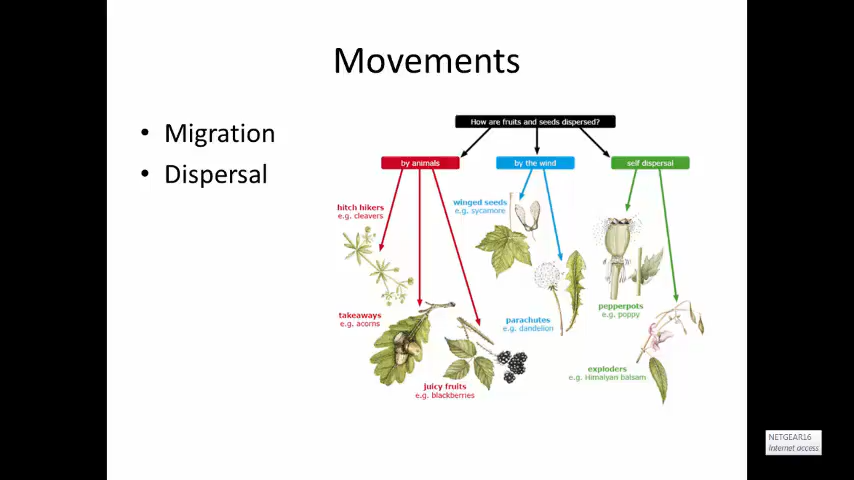 Movements
• Migration
• Dispersal
How are fruits and seeds dispersed?
by animals
by the wind
self dispersal
hitch hikers
e.g. cleavers
winged seeds
e.g. sycamore
takeaways
e.g. acorns
parachutes
e.g. dandelion
pepperpots
e.g. poppy
juicy fruits
e.g. blackberries
exploders
e.g. Himalyan balsam
NETGEAR16
Internet access